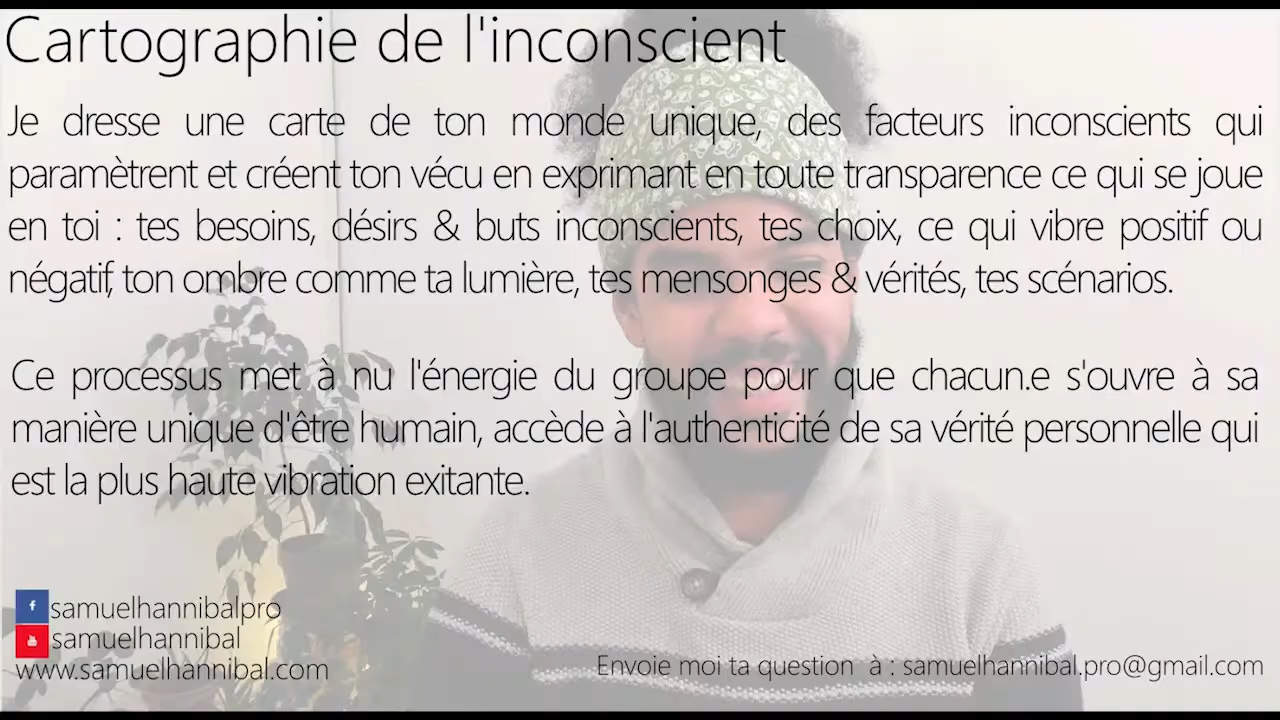 Cartographie de l'inconscient
Je dresse une carte de ton monde unique, des facteurs inconscients qui
paramètrent et créent ton vécu en exprimant en toute transparence ce qui se joue
en toi : tes besoins, désirs & buts inconscients, tes choix, ce qui vibre positif ou
négatif, ton ombre comme ta lumière, tes mensonges & vérités, tes scénarios.
Ce processus met à nu l'énergie du groupe pour que chacun.e s'ouvre à sa
manière unique d'être humain, accède à l'authenticité de sa vérité personnelle qui
est la plus haute vibration exitante.
samuelhannibalpro
samuelhannibal
www.samuelhannibal.com
Envoie moi ta question à : samuelhannibal.pro@gmail.com